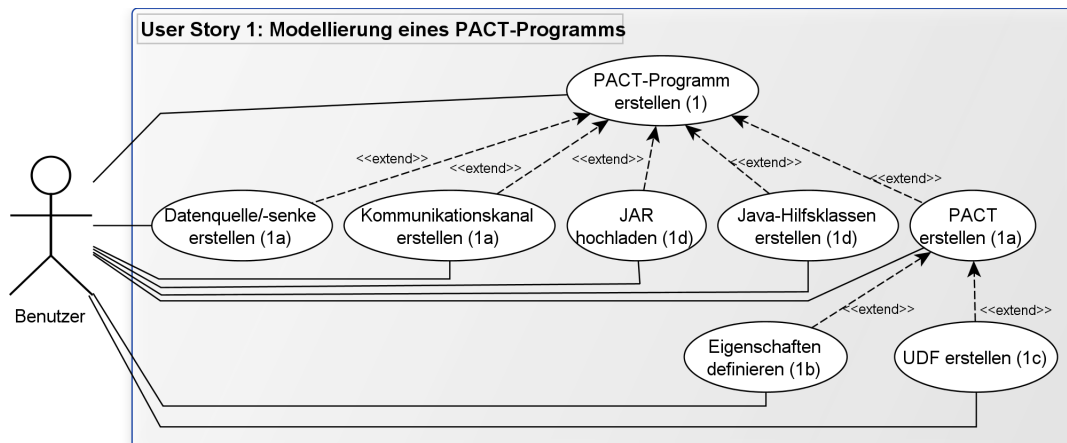 User Story 1: Modellierung eines PACT-Programms
PACT-Programm
erstellen (1)
<<extend>>
<<extend>>
<<extend>>
<<extend>>
<<extend>>
Datenquelle/-senke
erstellen (1a)
Kommunikationskanal
erstellen (1a)
JAR
hochladen (1d)
Java-Hilfsklassen
erstellen (1d)
PACT
erstellen (1a)
Benutzer
<<extend>>
<<extend>>
Eigenschaften
definieren (1b)
UDF erstellen (1c)